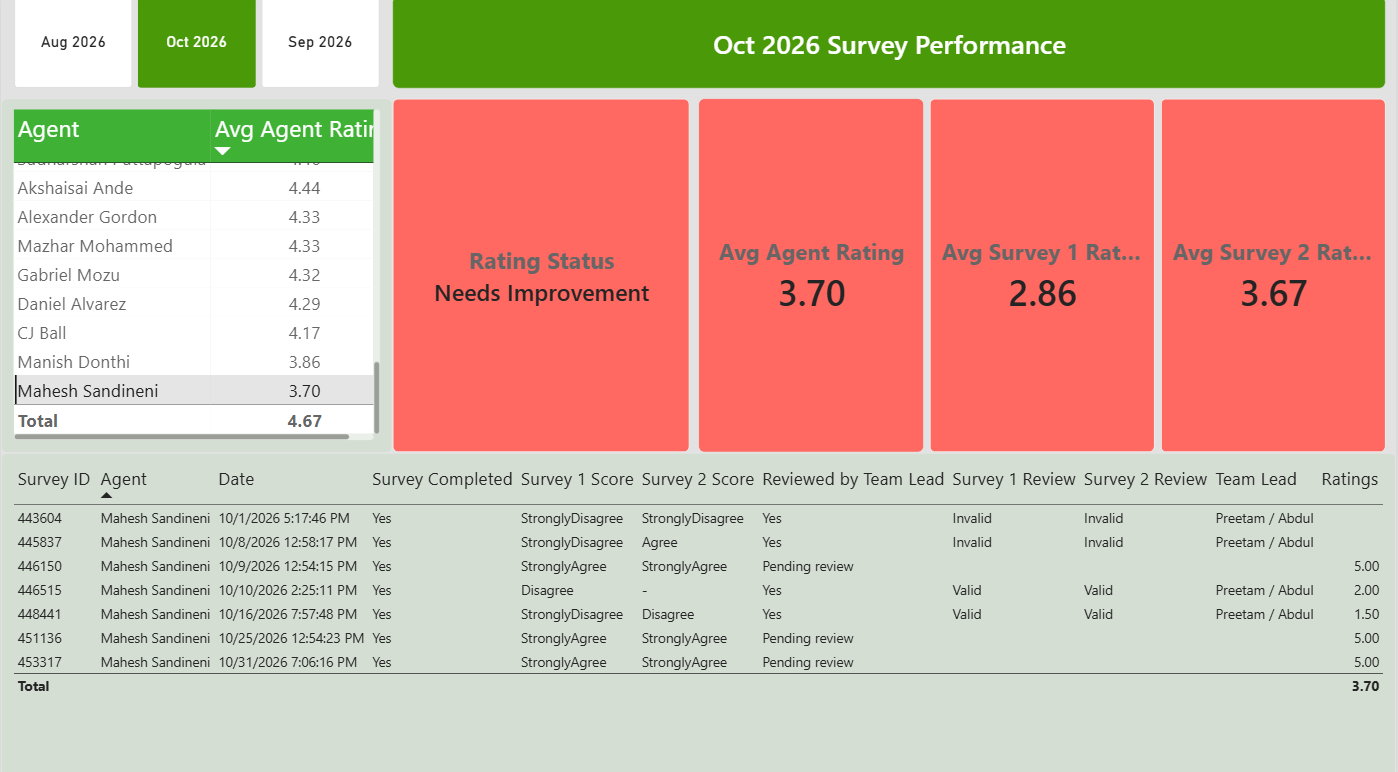 Aug 2026 Oct 2026 Sep 2026
Oct 2026 Survey Performance
Agent Avg Agent Ratin
Akshaisai Ande 4.44
Alexander Gordon 4.33
Mazhar Mohammed 4.33
Gabriel Mozu 4.32
Daniel Alvarez 4.29
CJ Ball 4.17
Manish Donthi 3.86
Mahesh Sandineni 3.70
Total 4.67
Rating Status
Needs Improvement
Avg Agent Rating
3.70
Avg Survey 1 Rat...
2.86
Avg Survey 2 Rat...
3.67
Survey ID Agent Date Survey Completed Survey 1 Score Survey 2 Score Reviewed by Team Lead Survey 1 Review Survey 2 Review Team Lead Ratings
443604 Mahesh Sandineni 10/1/2026 5:17:46 PM Yes StronglyDisagree StronglyDisagree Yes Invalid Invalid Preetam / Abdul
445837 Mahesh Sandineni 10/8/2026 12:58:17 PM Yes StronglyDisagree Agree Yes Invalid Invalid Preetam / Abdul
446150 Mahesh Sandineni 10/9/2026 12:54:15 PM Yes StronglyAgree StronglyAgree Pending review 5.00
446515 Mahesh Sandineni 10/10/2026 2:25:11 PM Yes Disagree - Yes Valid Valid Preetam / Abdul 2.00
448441 Mahesh Sandineni 10/16/2026 7:57:48 PM Yes StronglyDisagree Disagree Yes Valid Valid Preetam / Abdul 1.50
451136 Mahesh Sandineni 10/25/2026 12:54:23 PM Yes StronglyAgree StronglyAgree Pending review 5.00
453317 Mahesh Sandineni 10/31/2026 7:06:16 PM Yes StronglyAgree StronglyAgree Pending review 5.00
Total 3.70